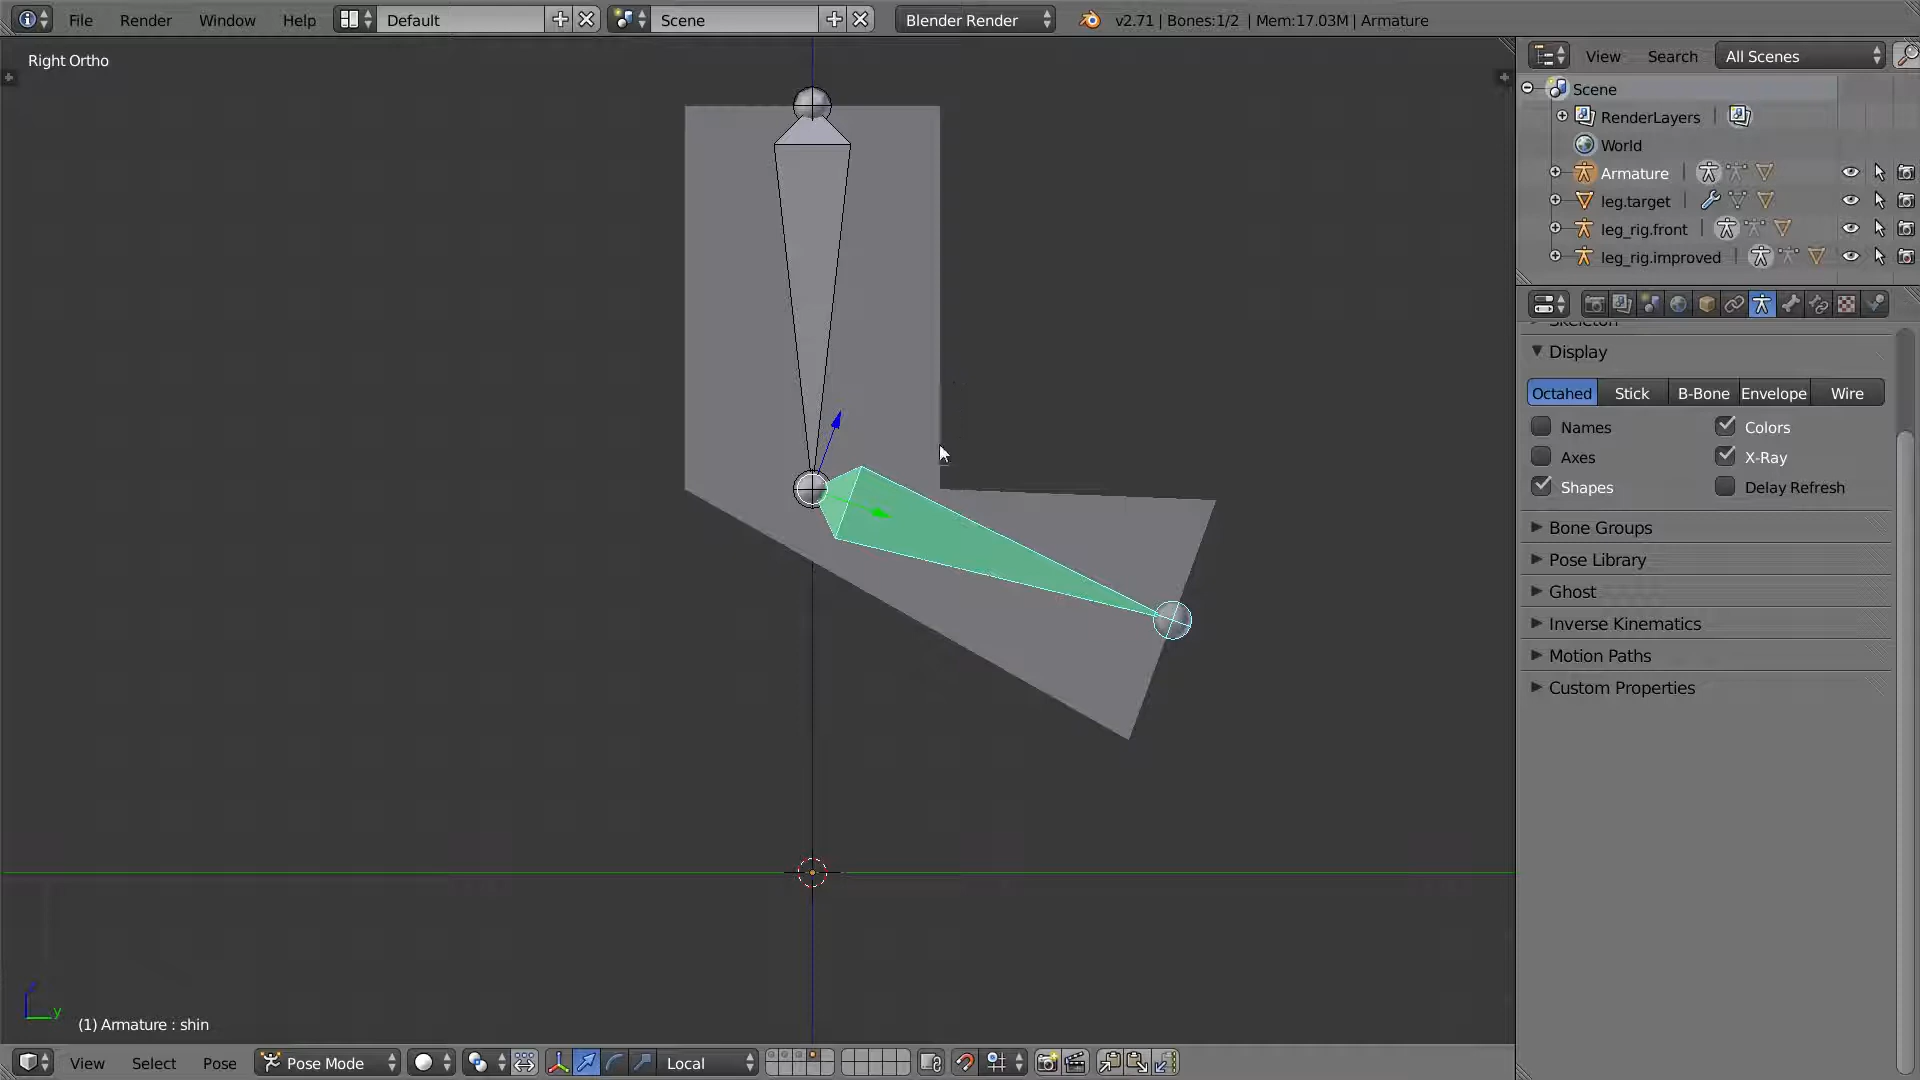 File Render Window Help Default Scene Blender Render v2.71 | Bones:1/2 | Mem:17.03M | Armature
Right Ortho
View Search All Scenes
Scene
RenderLayers
World
Armature
leg.target
leg_rig.front
leg_rig.improved
Skeleton
Display
Octahed Stick B-Bone Envelope Wire
Names Colors
Axes X-Ray
Shapes Delay Refresh
Bone Groups
Pose Library
Ghost
Inverse Kinematics
Motion Paths
Custom Properties
y
(1) Armature : shin
View Select Pose Pose Mode Local